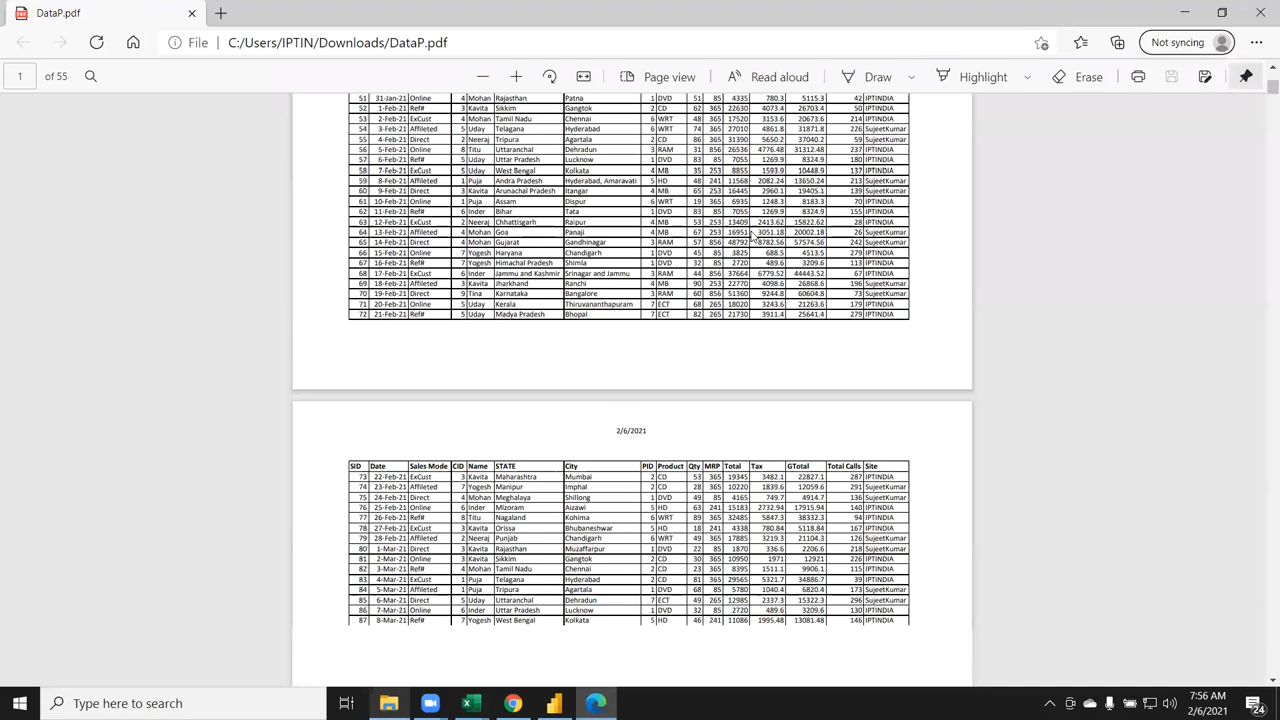 DataP.pdf
File C:/Users/IPTIN/Downloads/DataP.pdf Not syncing
1 of 55 Page view Read aloud Draw Highlight Erase
51 31-Jan-21 Online 4 Mohan Rajasthan Patna 1 DVD 51 85 4335 780.3 5115.3 42 IPTINDIA
52 1-Feb-21 Ref# 3 Kavita Sikkim Gangtok 2 CD 62 365 22630 4073.4 26703.4 50 IPTINDIA
53 2-Feb-21 ExCust 4 Mohan Tamil Nadu Chennai 6 WRT 48 365 17520 3153.6 20673.6 214 IPTINDIA
54 3-Feb-21 Affileted 5 Uday Telagana Hyderabad 6 WRT 74 365 27010 4861.8 31871.8 226 SujeetKumar
55 4-Feb-21 Direct 2 Neeraj Tripura Agartala 2 CD 86 365 31390 5650.2 37040.2 59 SujeetKumar
56 5-Feb-21 Online 8 Titu Uttaranchal Dehradun 3 RAM 31 856 26536 4776.48 31312.48 237 IPTINDIA
57 6-Feb-21 Ref# 5 Uday Uttar Pradesh Lucknow 1 DVD 83 85 7055 1269.9 8324.9 180 IPTINDIA
58 7-Feb-21 ExCust 5 Uday West Bengal Kolkata 4 MB 35 253 8855 1593.9 10448.9 137 IPTINDIA
59 8-Feb-21 Affileted 1 Puja Andra Pradesh Hyderabad, Amaravati 5 HD 48 241 11568 2082.24 13650.24 213 SujeetKumar
60 9-Feb-21 Direct 3 Kavita Arunachal Pradesh Itangar 4 MB 65 253 16445 2960.1 19405.1 139 SujeetKumar
61 10-Feb-21 Online 1 Puja Assam Dispur 6 WRT 19 365 6935 1248.3 8183.3 70 IPTINDIA
62 11-Feb-21 Ref# 6 Inder Bihar Tata 1 DVD 83 85 7055 1269.9 8324.9 155 IPTINDIA
63 12-Feb-21 ExCust 2 Neeraj Chhattisgarh Raipur 4 MB 53 253 13409 2413.62 15822.62 28 IPTINDIA
64 13-Feb-21 Affileted 4 Mohan Goa Panaji 4 MB 67 253 16951 3051.18 20002.18 26 SujeetKumar
65 14-Feb-21 Direct 4 Mohan Gujarat Gandhinagar 3 RAM 57 856 48792 8782.56 57574.56 242 SujeetKumar
66 15-Feb-21 Online 7 Yogesh Haryana Chandigarh 1 DVD 45 85 3825 688.5 4513.5 179 IPTINDIA
67 16-Feb-21 Ref# 7 Yogesh Himachal Pradesh Shimla 1 DVD 32 85 2720 489.6 3209.6 113 IPTINDIA
68 17-Feb-21 ExCust 6 Inder Jammu and Kashmir Srinagar and Jammu 3 RAM 44 856 37664 6779.52 44443.52 67 IPTINDIA
69 18-Feb-21 Affileted 3 Kavita Jharkhand Ranchi 4 MB 90 253 22770 4098.6 26868.6 196 SujeetKumar
70 19-Feb-21 Direct 9 Tina Karnataka Bangalore 3 RAM 60 856 51360 9244.8 60604.8 73 SujeetKumar
71 20-Feb-21 Online 5 Uday Kerala Thiruvananthapuram 7 ECT 68 265 18020 3243.6 21263.6 179 IPTINDIA
72 21-Feb-21 Ref# 5 Uday Madya Pradesh Bhopal 7 ECT 82 265 21730 3911.4 25641.4 279 IPTINDIA
2/6/2021
SID Date Sales Mode CID Name STATE City PID Product Qty MRP Total Tax GTotal Total Calls Site
73 22-Feb-21 ExCust 3 Kavita Maharashtra Mumbai 2 CD 53 365 19345 3482.1 22827.1 287 IPTINDIA
74 23-Feb-21 Affileted 7 Yogesh Manipur Imphal 2 CD 28 365 10220 1839.6 12059.6 291 SujeetKumar
75 24-Feb-21 Direct 4 Mohan Meghalaya Shillong 1 DVD 49 85 4165 749.7 4914.7 136 SujeetKumar
76 25-Feb-21 Online 6 Inder Mizoram Aizawi 5 HD 63 241 15183 2732.94 17915.94 140 IPTINDIA
77 26-Feb-21 Ref# 8 Titu Nagaland Kohima 6 WRT 89 365 32485 5847.3 38332.3 94 IPTINDIA
78 27-Feb-21 ExCust 3 Kavita Orissa Bhubaneshwar 5 HD 18 241 4338 780.84 5118.84 167 IPTINDIA
79 28-Feb-21 Affileted 2 Neeraj Punjab Chandigarh 6 WRT 49 365 17885 3219.3 21104.3 126 SujeetKumar
80 1-Mar-21 Direct 3 Kavita Rajasthan Muzaffarpur 1 DVD 22 85 1870 336.6 2206.6 218 SujeetKumar
81 2-Mar-21 Online 3 Kavita Sikkim Gangtok 2 CD 30 365 10950 1971 12921 226 IPTINDIA
82 3-Mar-21 Ref# 4 Mohan Tamil Nadu Chennai 2 CD 23 365 8395 1511.1 9906.1 115 IPTINDIA
83 4-Mar-21 ExCust 1 Puja Telagana Hyderabad 2 CD 81 365 29565 5321.7 34886.7 39 IPTINDIA
84 5-Mar-21 Affileted 1 Puja Tripura Agartala 1 DVD 68 85 5780 1040.4 6820.4 173 SujeetKumar
85 6-Mar-21 Direct 5 Uday Uttaranchal Dehradun 7 ECT 49 265 12985 2337.3 15322.3 296 SujeetKumar
86 7-Mar-21 Online 6 Inder Uttar Pradesh Lucknow 1 DVD 32 85 2720 489.6 3209.6 130 IPTINDIA
87 8-Mar-21 Ref# 7 Yogesh West Bengal Kolkata 5 HD 46 241 11086 1995.48 13081.48 146 IPTINDIA
Type here to search
7:56 AM
2/6/2021
24